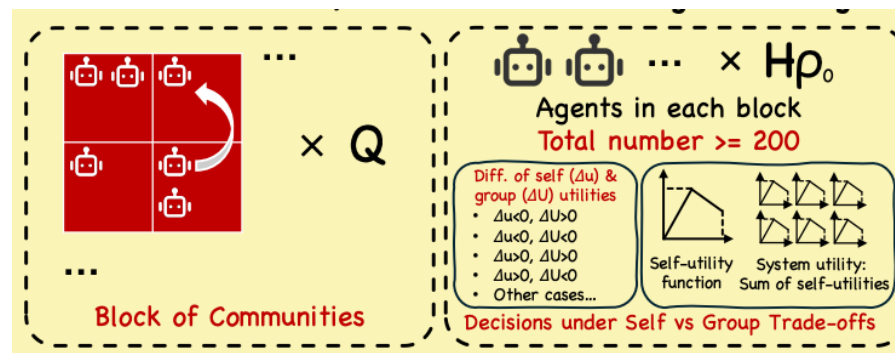 ...
× Q
...
Block of Communities
... × Hρ₀
Agents in each block
Total number >= 200
Diff. of self (Δu) &
group (ΔU) utilities
• Δu<0, ΔU>0
• Δu<0, ΔU<0
• Δu>0, ΔU>0
• Δu>0, ΔU<0
• Other cases...
Self-utility
function
System utility:
Sum of self-utilities
Decisions under Self vs Group Trade-offs